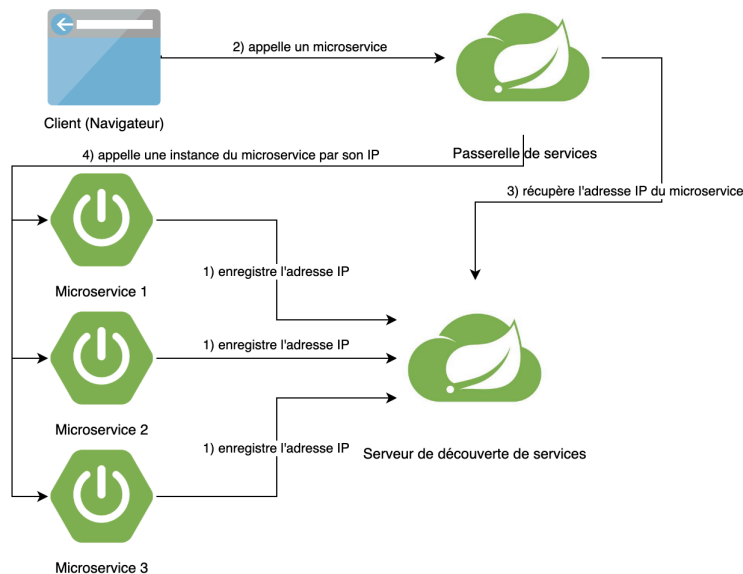 2) appelle un microservice
Client (Navigateur)
4) appelle une instance du microservice par son IP
Passerelle de services
3) récupère l'adresse IP du microservice
1) enregistre l'adresse IP
Microservice 1
1) enregistre l'adresse IP
Microservice 2
1) enregistre l'adresse IP
Serveur de découverte de services
Microservice 3